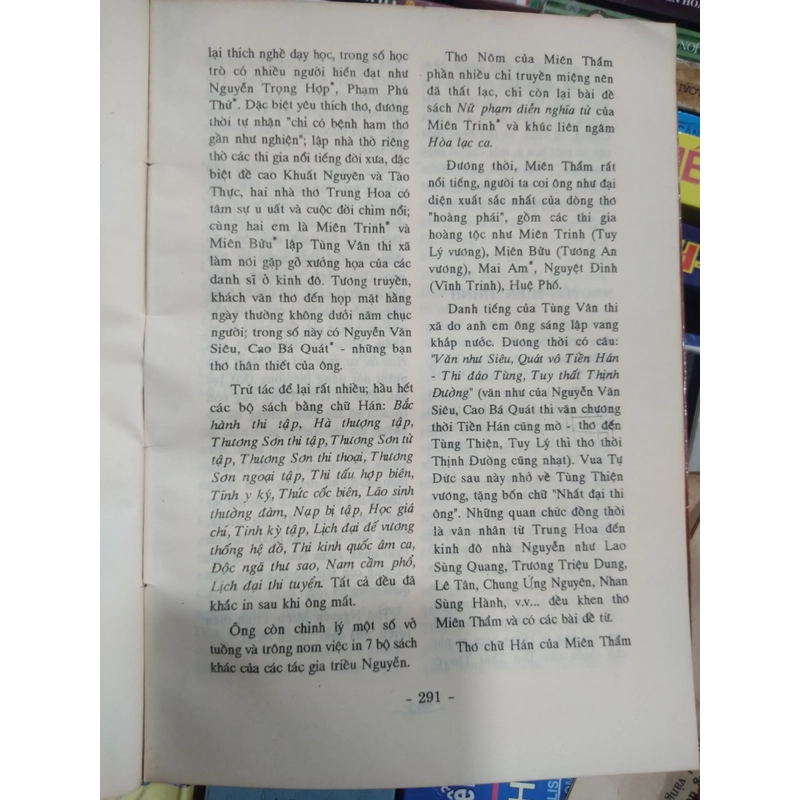 lại thích nghề dạy học, trong số học
trò có nhiều người hiển đạt như
Nguyễn Trọng Hợp*, Phạm Phú
Thứ*. Đặc biệt yêu thích thơ, đương
thời tự nhận "chỉ có bệnh ham thơ
gần như nghiện"; lập nhà thờ riêng
thờ các thi gia nổi tiếng đời xưa, đặc
biệt đề cao Khuất Nguyên và Tào
Thực, hai nhà thơ Trung Hoa có
tâm sự u uất và cuộc đời chìm nổi;
cùng hai em là Miên Trinh* và
Miên Bửu* lập Tùng Vân thi xã
làm nơi gặp gỡ xướng họa của các
danh sĩ ở kinh đô. Tương truyền,
khách văn thơ đến họp mặt hằng
ngày thường không dưới năm chục
người; trong số này có Nguyễn Văn
Siêu, Cao Bá Quát* - những bạn
thơ thân thiết của ông.
Trứ tác để lại rất nhiều; hầu hết
các bộ sách bằng chữ Hán: Bắc
hành thi tập, Hà thượng tập,
Thương Sơn thi tập, Thương Sơn từ
tập, Thương Sơn thi thoại, Thương
Sơn ngoại tập, Thi tấu hợp biên,
Tĩnh y ký, Thức cốc biên, Lão sinh
thường đàm, Nạp bị tập, Học giá
chí, Tinh kỳ tập, Lịch đại đế vương
thống hệ đồ, Thi kinh quốc âm ca,
Độc ngã thư sao, Nam cầm phổ,
Lịch đại thi tuyển. Tất cả đều đã
khắc in sau khi ông mất.
Ông còn chỉnh lý một số vở
tuồng và trông nom việc in 7 bộ sách
khác của các tác gia triều Nguyễn.
Thơ Nôm của Miên Thẩm
phần nhiều chỉ truyền miệng nên
đã thất lạc, chỉ còn lại bài đề
sách Nữ phạm diễn nghĩa từ của
Miên Trinh* và khúc liên ngâm
Hòa lạc ca.
Đương thời, Miên Thẩm rất
nổi tiếng, người ta coi ông như đại
diện xuất sắc nhất của dòng thơ
"hoàng phái", gồm các thi gia
hoàng tộc như Miên Trinh (Tuy
Lý vương), Miên Bửu (Tương An
vương), Mai Am*, Nguyệt Đình
(Vĩnh Trinh), Huệ Phố.
Danh tiếng của Tùng Vân thi
xã do anh em ông sáng lập vang
khắp nước. Đương thời có câu:
"Văn như Siêu, Quát vô Tiền Hán
- Thi đáo Tùng, Tuy thất Thịnh
Đường" (văn như của Nguyễn Văn
Siêu, Cao Bá Quát thì văn chương
thời Tiền Hán cũng mờ - thơ đến
Tùng Thiện, Tuy Lý thì thơ thời
Thịnh Đường cũng nhạt). Vua Tự
Đức sau này nhớ về Tùng Thiện
vương, tặng bốn chữ "Nhất đại thi
ông". Những quan chức đồng thời
là văn nhân từ Trung Hoa đến
kinh đô nhà Nguyễn như Lao
Sùng Quang, Trương Triệu Dung,
Lê Tân, Chung Ứng Nguyên, Nhan
Sùng Hành, v.v... đều khen thơ
Miên Thẩm và có các bài đề từ.
Thơ chữ Hán của Miên Thẩm
- 291 -